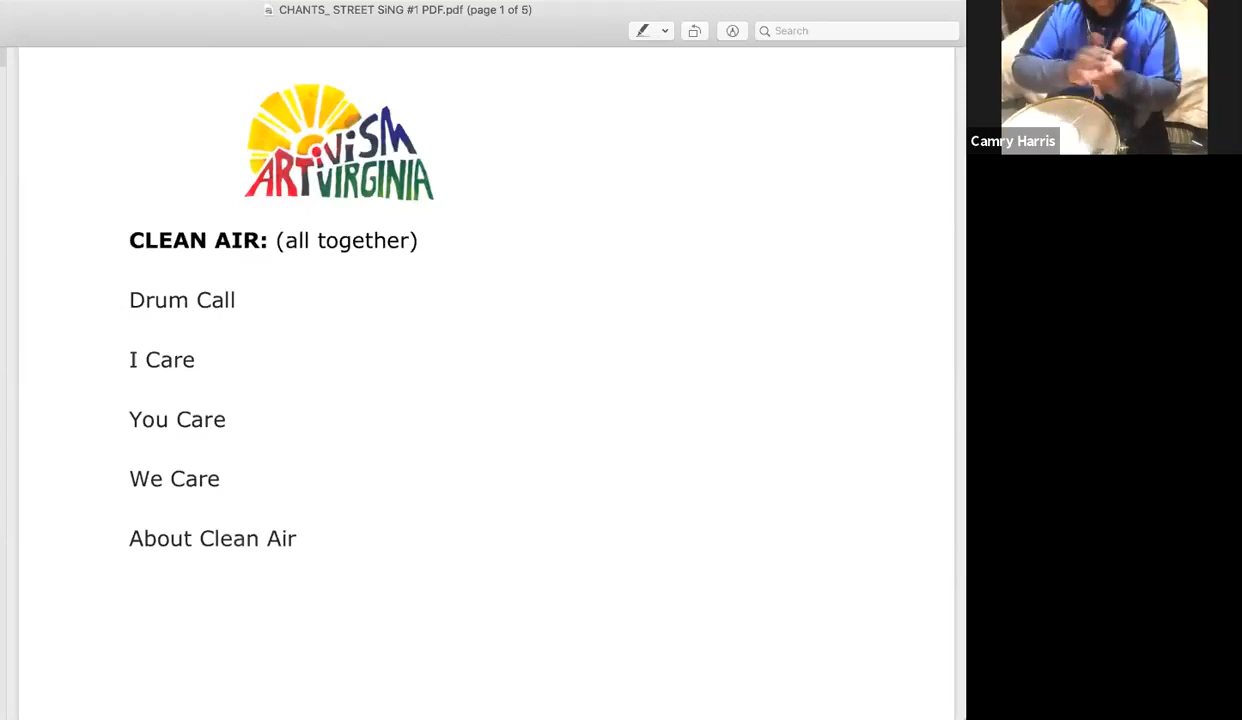 CHANTS_ STREET SiNG #1 PDF.pdf (page 1 of 5)
Search
ARTiViSM
VIRGINIA
CLEAN AIR: (all together)
Drum Call
I Care
You Care
We Care
About Clean Air
Camry Harris